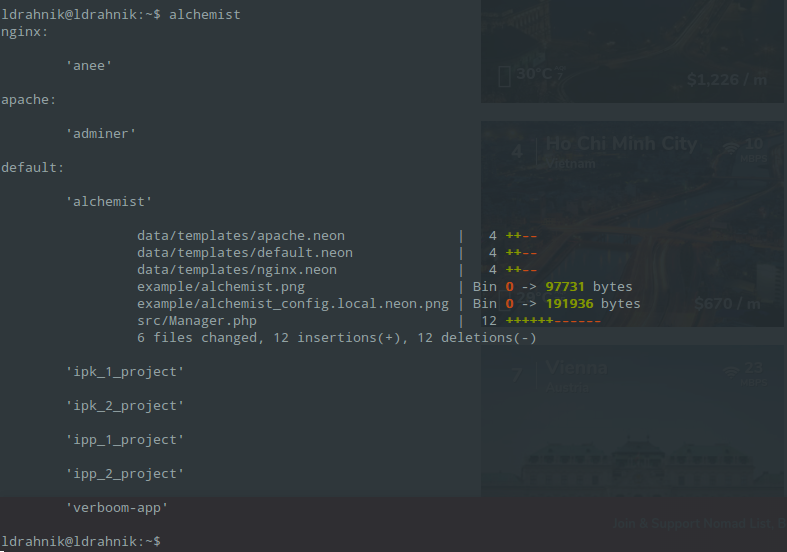 ldrahnik@ldrahnik:~$ alchemist
nginx:
'anee'
apache:
'adminer'
default:
'alchemist'
data/templates/apache.neon | 4 ++--
data/templates/default.neon | 4 ++--
data/templates/nginx.neon | 4 ++--
example/alchemist.png | Bin 0 -> 97731 bytes
example/alchemist_config.local.neon.png | Bin 0 -> 191936 bytes
src/Manager.php | 12 ++++++------
6 files changed, 12 insertions(+), 12 deletions(-)
'ipk_1_project'
'ipk_2_project'
'ipp_1_project'
'ipp_2_project'
'verboom-app'
ldrahnik@ldrahnik:~$
30°C
$1,226 / m
4 Ho Chi Minh City 10
Vietnam
$670 / m
7 Vienna 23
Austria
& Support Nomad List,